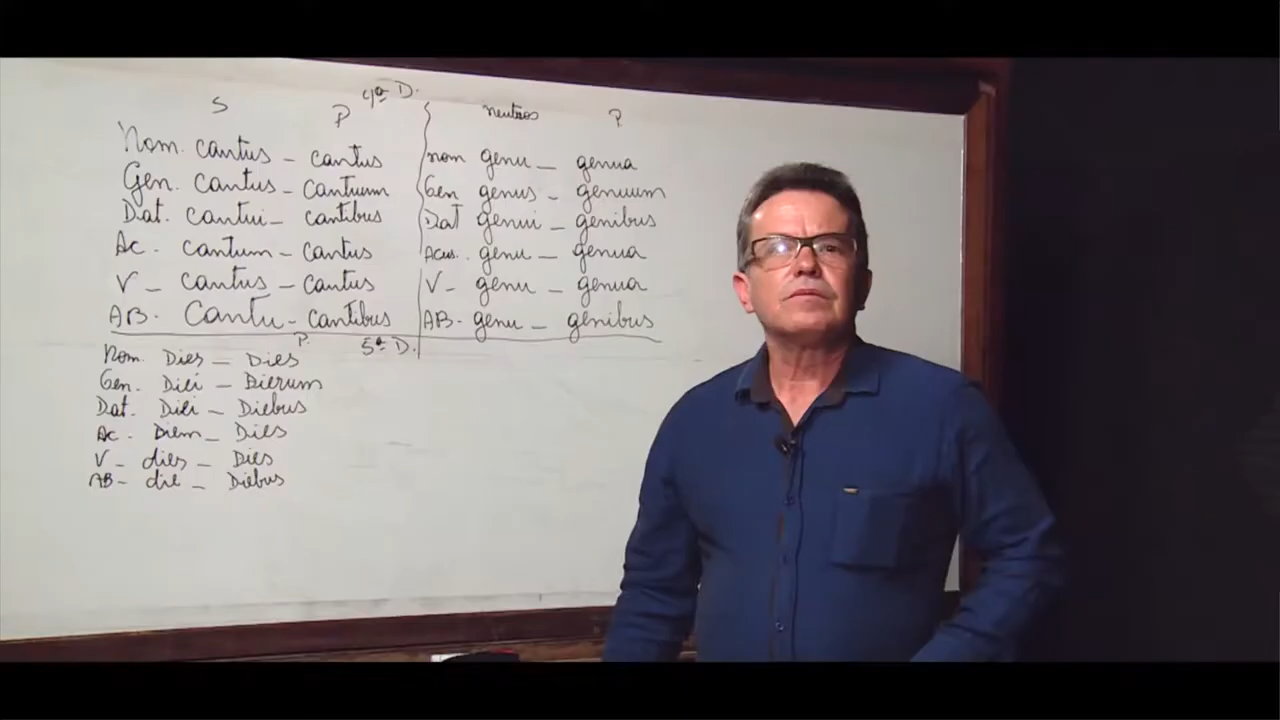 4ª D.
S P
Nom. cantus - cantus
Gen. cantus - cantuum
Dat. cantui - cantibus
Ac - cantum - cantus
V - cantus - cantus
AB - Cantu - cantibus
neutros P.
nom genu - genua
Gen genus - genuum
Dat genui - genibus
Acus. genu - genua
V - genu - genua
AB - genu - genibus
P. 5ª D.
Nom. Dies - Dies
Gen. Diei - Dierum
Dat. Diei - Diebus
Ac - Diem - Dies
V - dies - Dies
AB - die - Diebus